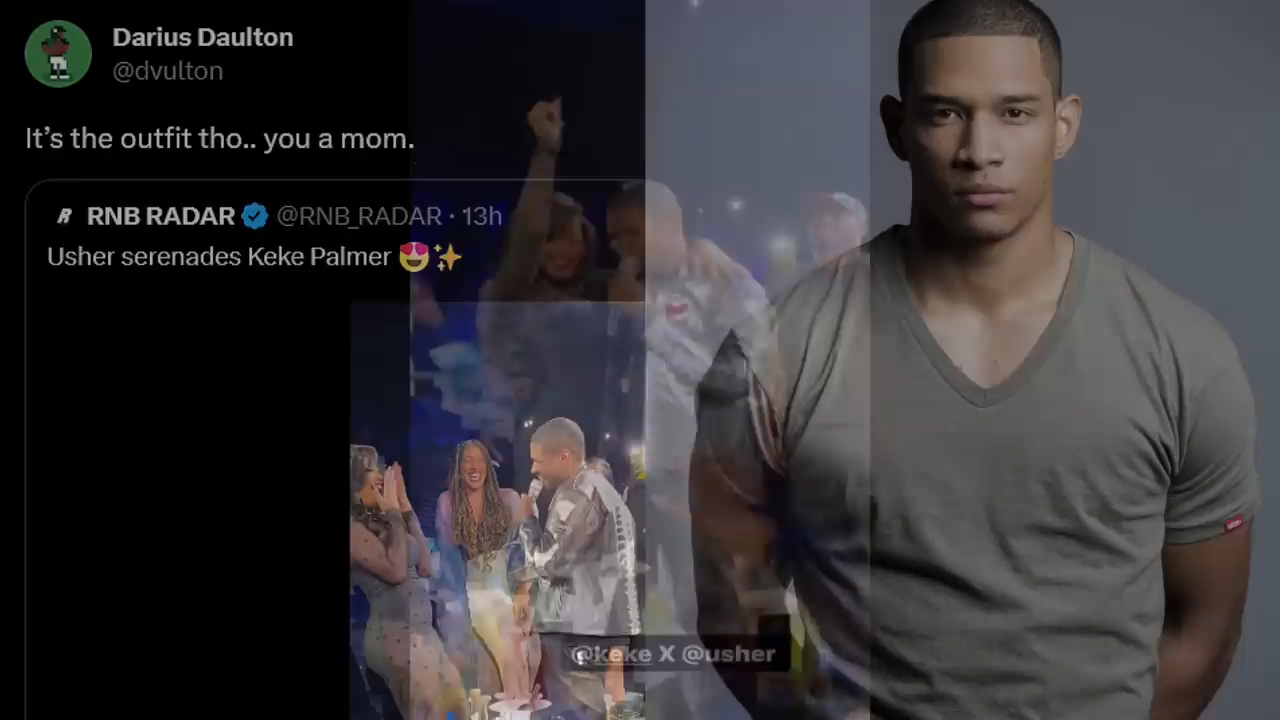 Darius Daulton
@dvulton
It’s the outfit tho.. you a mom.
RNB RADAR @RNB_RADAR · 13h
Usher serenades Keke Palmer 😍✨
@keke X @usher